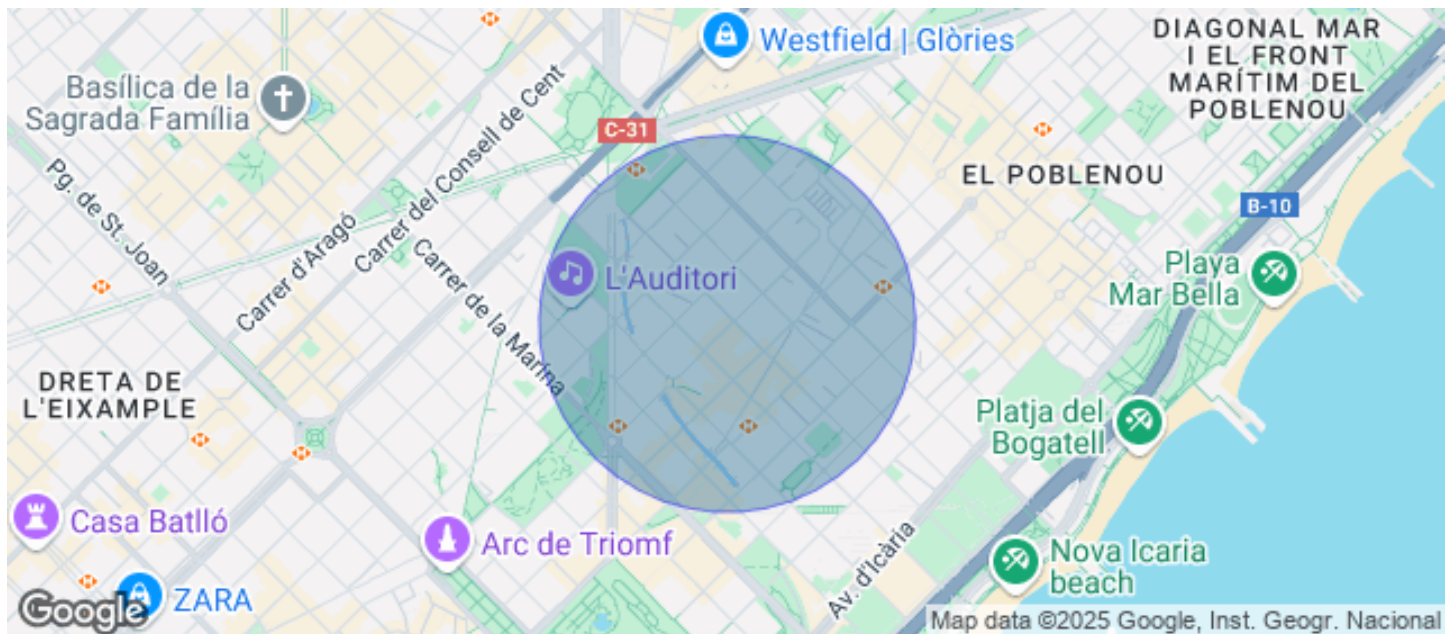 Westfield | Glòries
DIAGONAL MAR
I EL FRONT
MARÍTIM DEL
POBLENOU
Basílica de la
Sagrada Família
Carrer del Consell de Cent
C-31
Pg. de St. Joan
EL POBLENOU
B-10
Carrer d'Aragó
Carrer de la Marina
L'Auditori
Playa
Mar Bella
DRETA DE
L'EIXAMPLE
Platja del
Bogatell
Casa Batlló
Arc de Triomf
Av. d'Icària
Nova Icaria
beach
ZARA
Google
Map data ©2025 Google, Inst. Geogr. Nacional